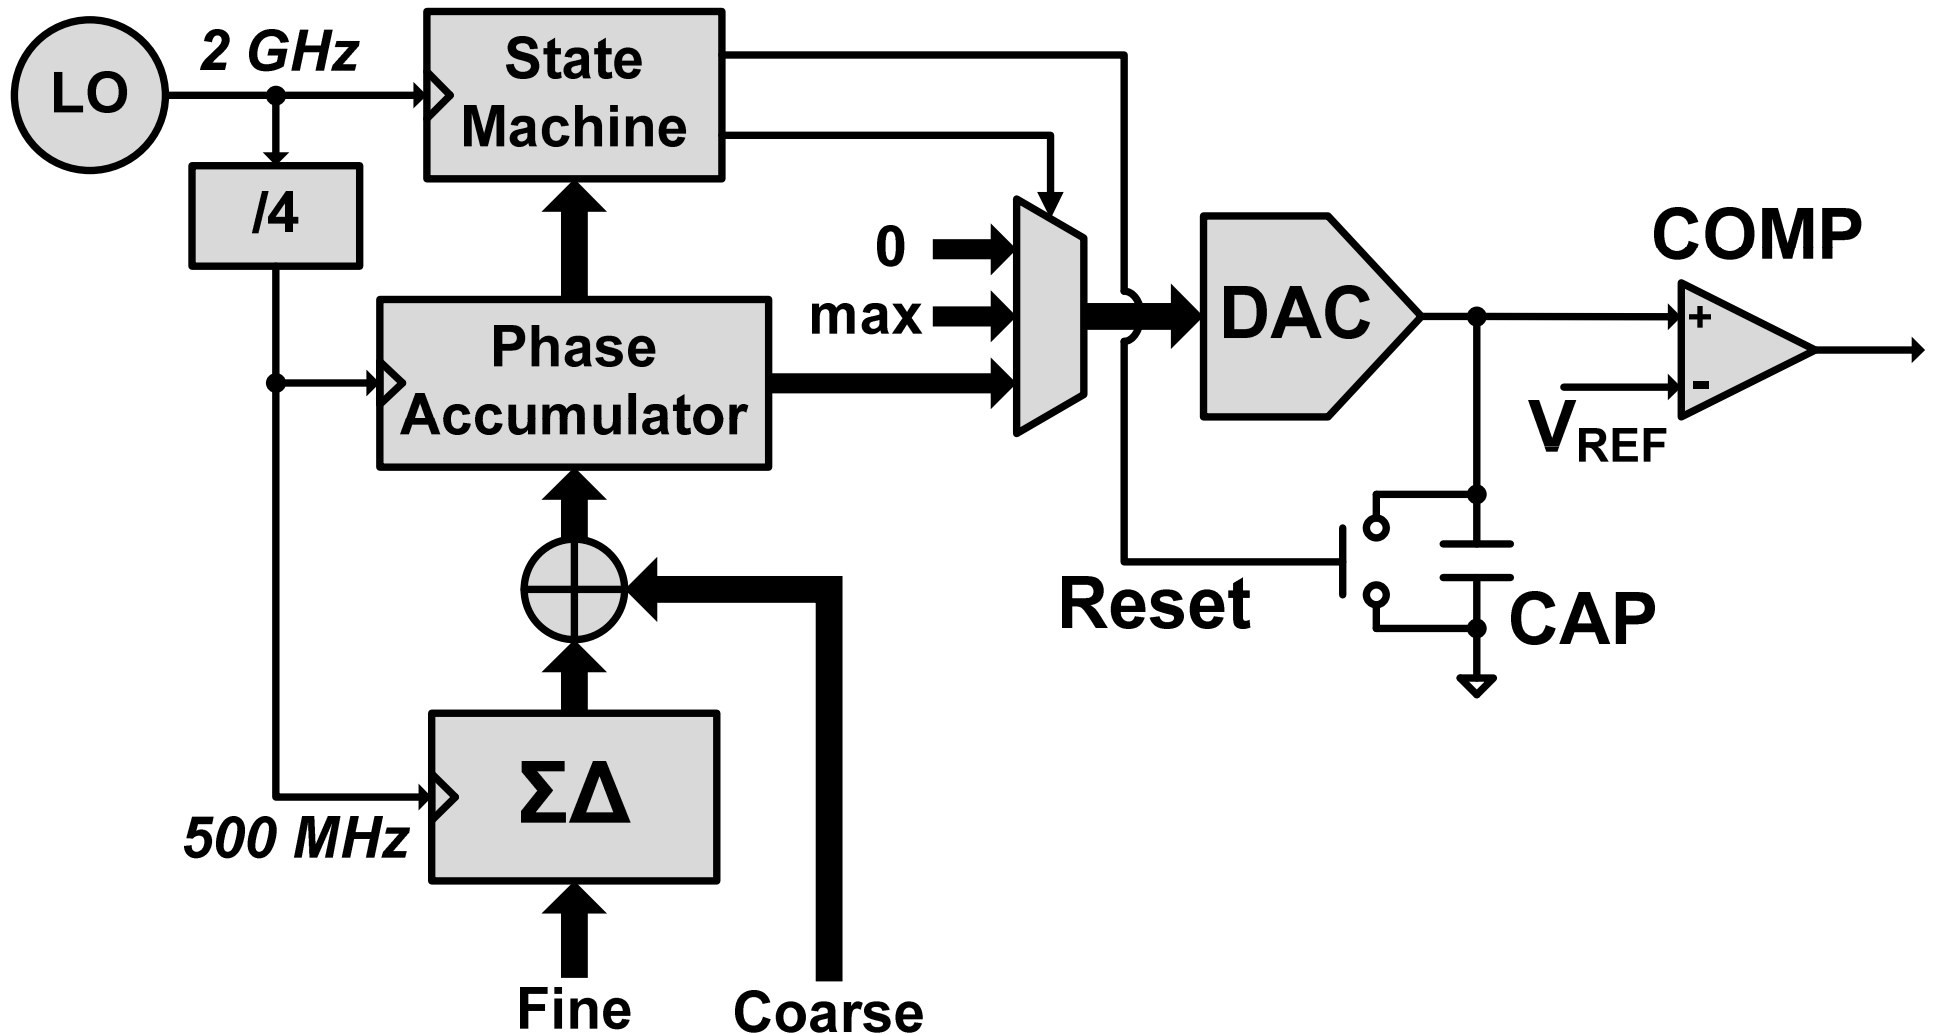 LO
2 GHz
State
Machine
/4
0
max
Phase
Accumulator
DAC
COMP
+
-
VREF
Reset
CAP
ΣΔ
500 MHz
Fine
Coarse